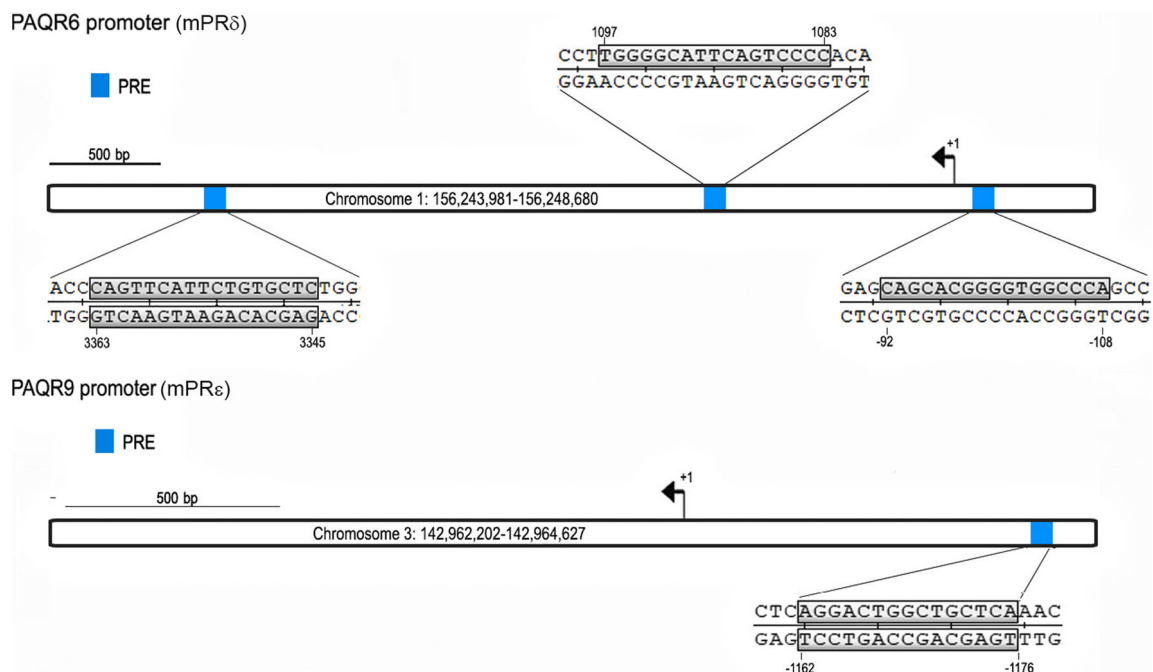 PAQR6 promoter (mPRδ)
PRE
1097 1083
CCTTGGGGCATTCAGTCCCCACA
GGAACCCCGTAAGTCAGGGGTGT
500 bp
+1
Chromosome 1: 156,243,981-156,248,680
ACCCAGTTCATTCTGTGCTCTGG
TGGGTCAAGTAAGACACGAGACC
3363 3345
GAGCAGCACGGGGTGGCCCAGCC
CTCGTCGTGCCCCACCGGGTCGG
-92 -108
PAQR9 promoter (mPRε)
PRE
500 bp
+1
Chromosome 3: 142,962,202-142,964,627
CTCAGGACTGGCTGCTCAAAC
GAGTCCTGACCGACGAGTTTG
-1162 -1176